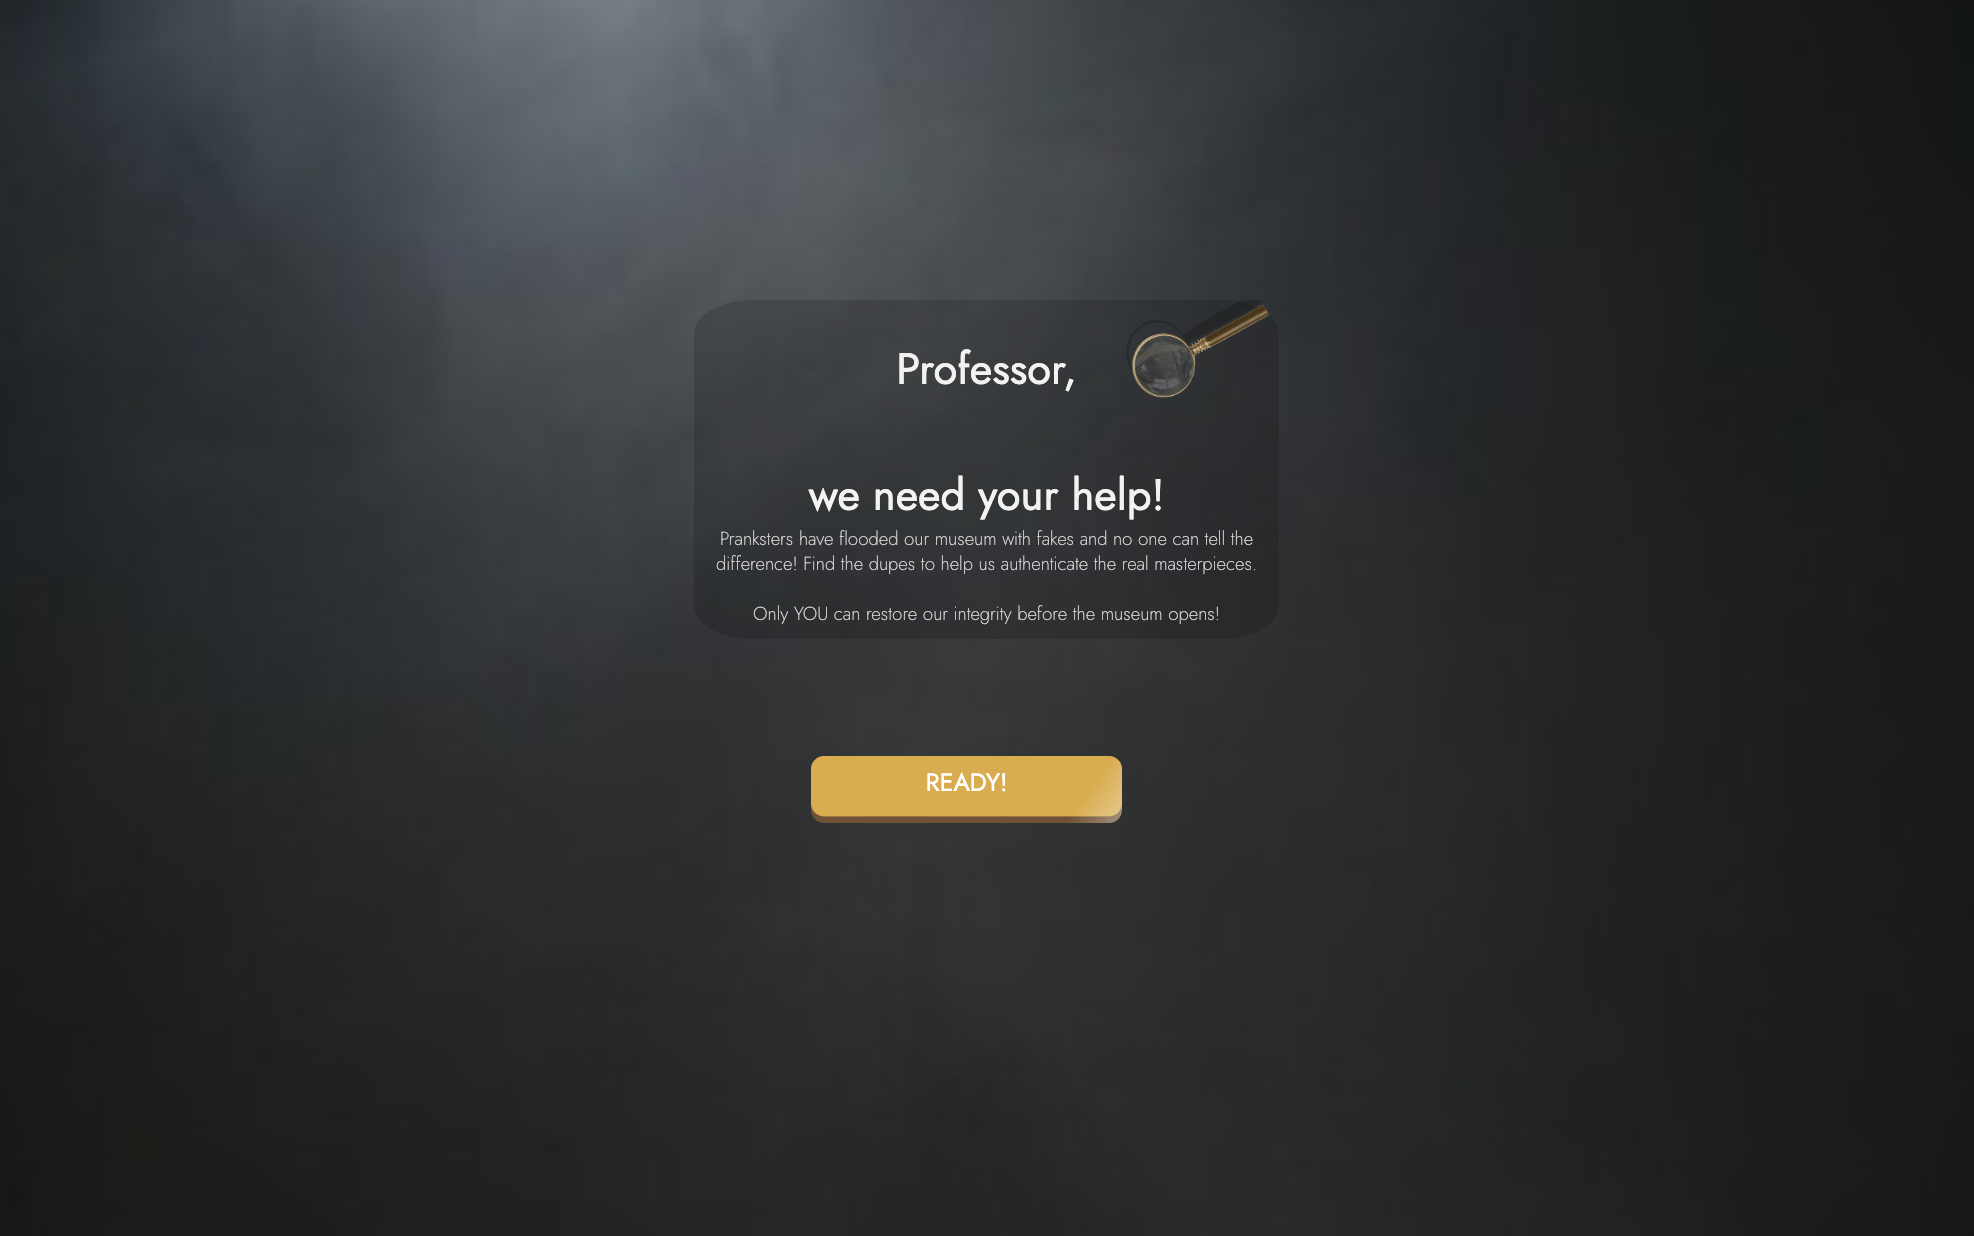 Professor,
we need your help!
Pranksters have flooded our museum with fakes and no one can tell the
difference! Find the dupes to help us authenticate the real masterpieces.
Only YOU can restore our integrity before the museum opens!
READY!